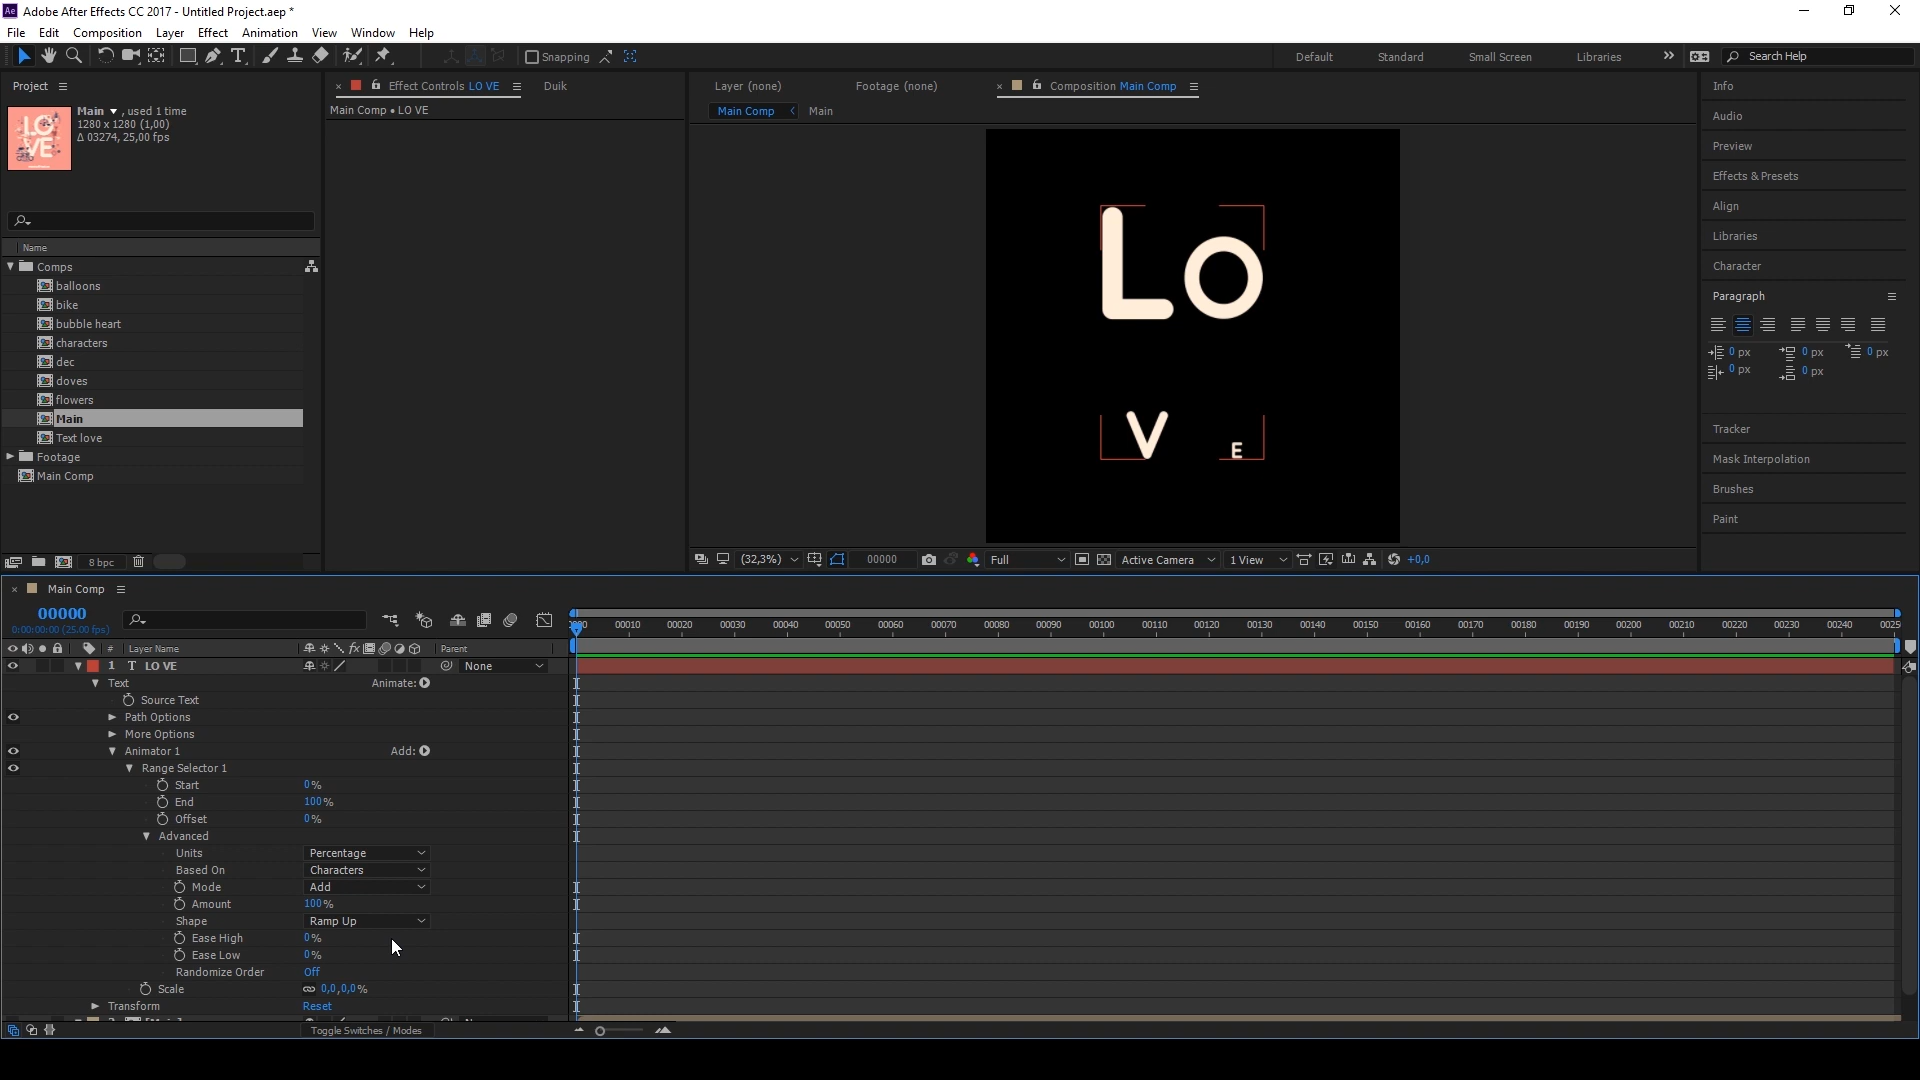 Adobe After Effects CC 2017 - Untitled Project.aep *
File Edit Composition Layer Effect Animation View Window Help
Snapping Default Standard Small Screen Libraries Search Help
Project Effect Controls LO VE Duik Layer (none) Footage (none) Composition Main Comp Info
Main , used 1 time
1280 x 1280 (1,00)
Δ 03274, 25,00 fps
Main Comp • LO VE
Main Comp Main
Audio
Preview
Effects & Presets
Align
Libraries
Character
Paragraph
0 px 0 px 0 px
0 px 0 px
Tracker
Mask Interpolation
Brushes
Paint
Name
Comps
balloons
bike
bubble heart
characters
dec
doves
flowers
Main
Text love
Footage
Main Comp
8 bpc
LO
VE
Lo
V E
(32,3%) 00000 Full Active Camera 1 View +0,0
Main Comp
00000
0:00:00:00 (25.00 fps)
00010 00020 00030 00040 00050 00060 00070 00080 00090 00100 00110 00120 00130 00140 00150 00160 00170 00180 00190 00200 00210 00220 00230 00240 0025
# Layer Name Parent
1 T LO VE None
Text Animate:
Source Text
Path Options
More Options
Animator 1 Add:
Range Selector 1
Start 0%
End 100%
Offset 0%
Advanced
Units Percentage
Based On Characters
Mode Add
Amount 100%
Shape Ramp Up
Ease High 0%
Ease Low 0%
Randomize Order Off
Scale 0,0,0,0%
Transform Reset
Toggle Switches / Modes